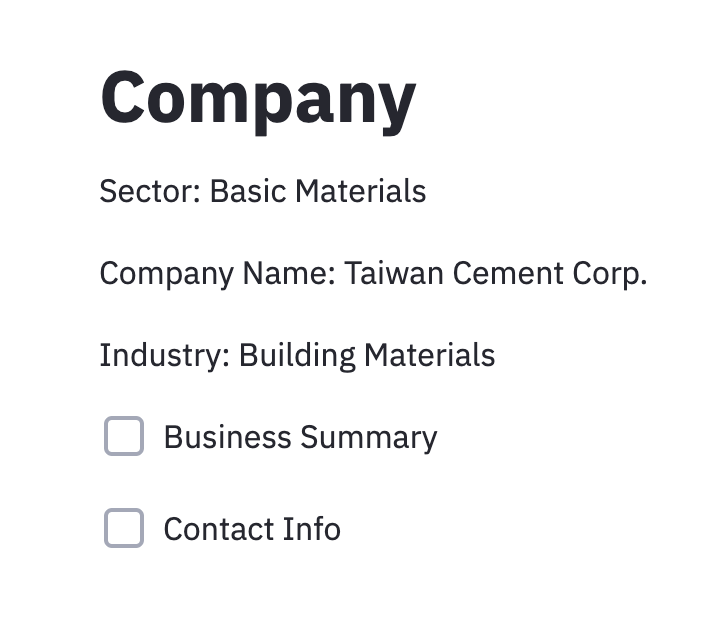 Company
Sector: Basic Materials
Company Name: Taiwan Cement Corp.
Industry: Building Materials
Business Summary
Contact Info